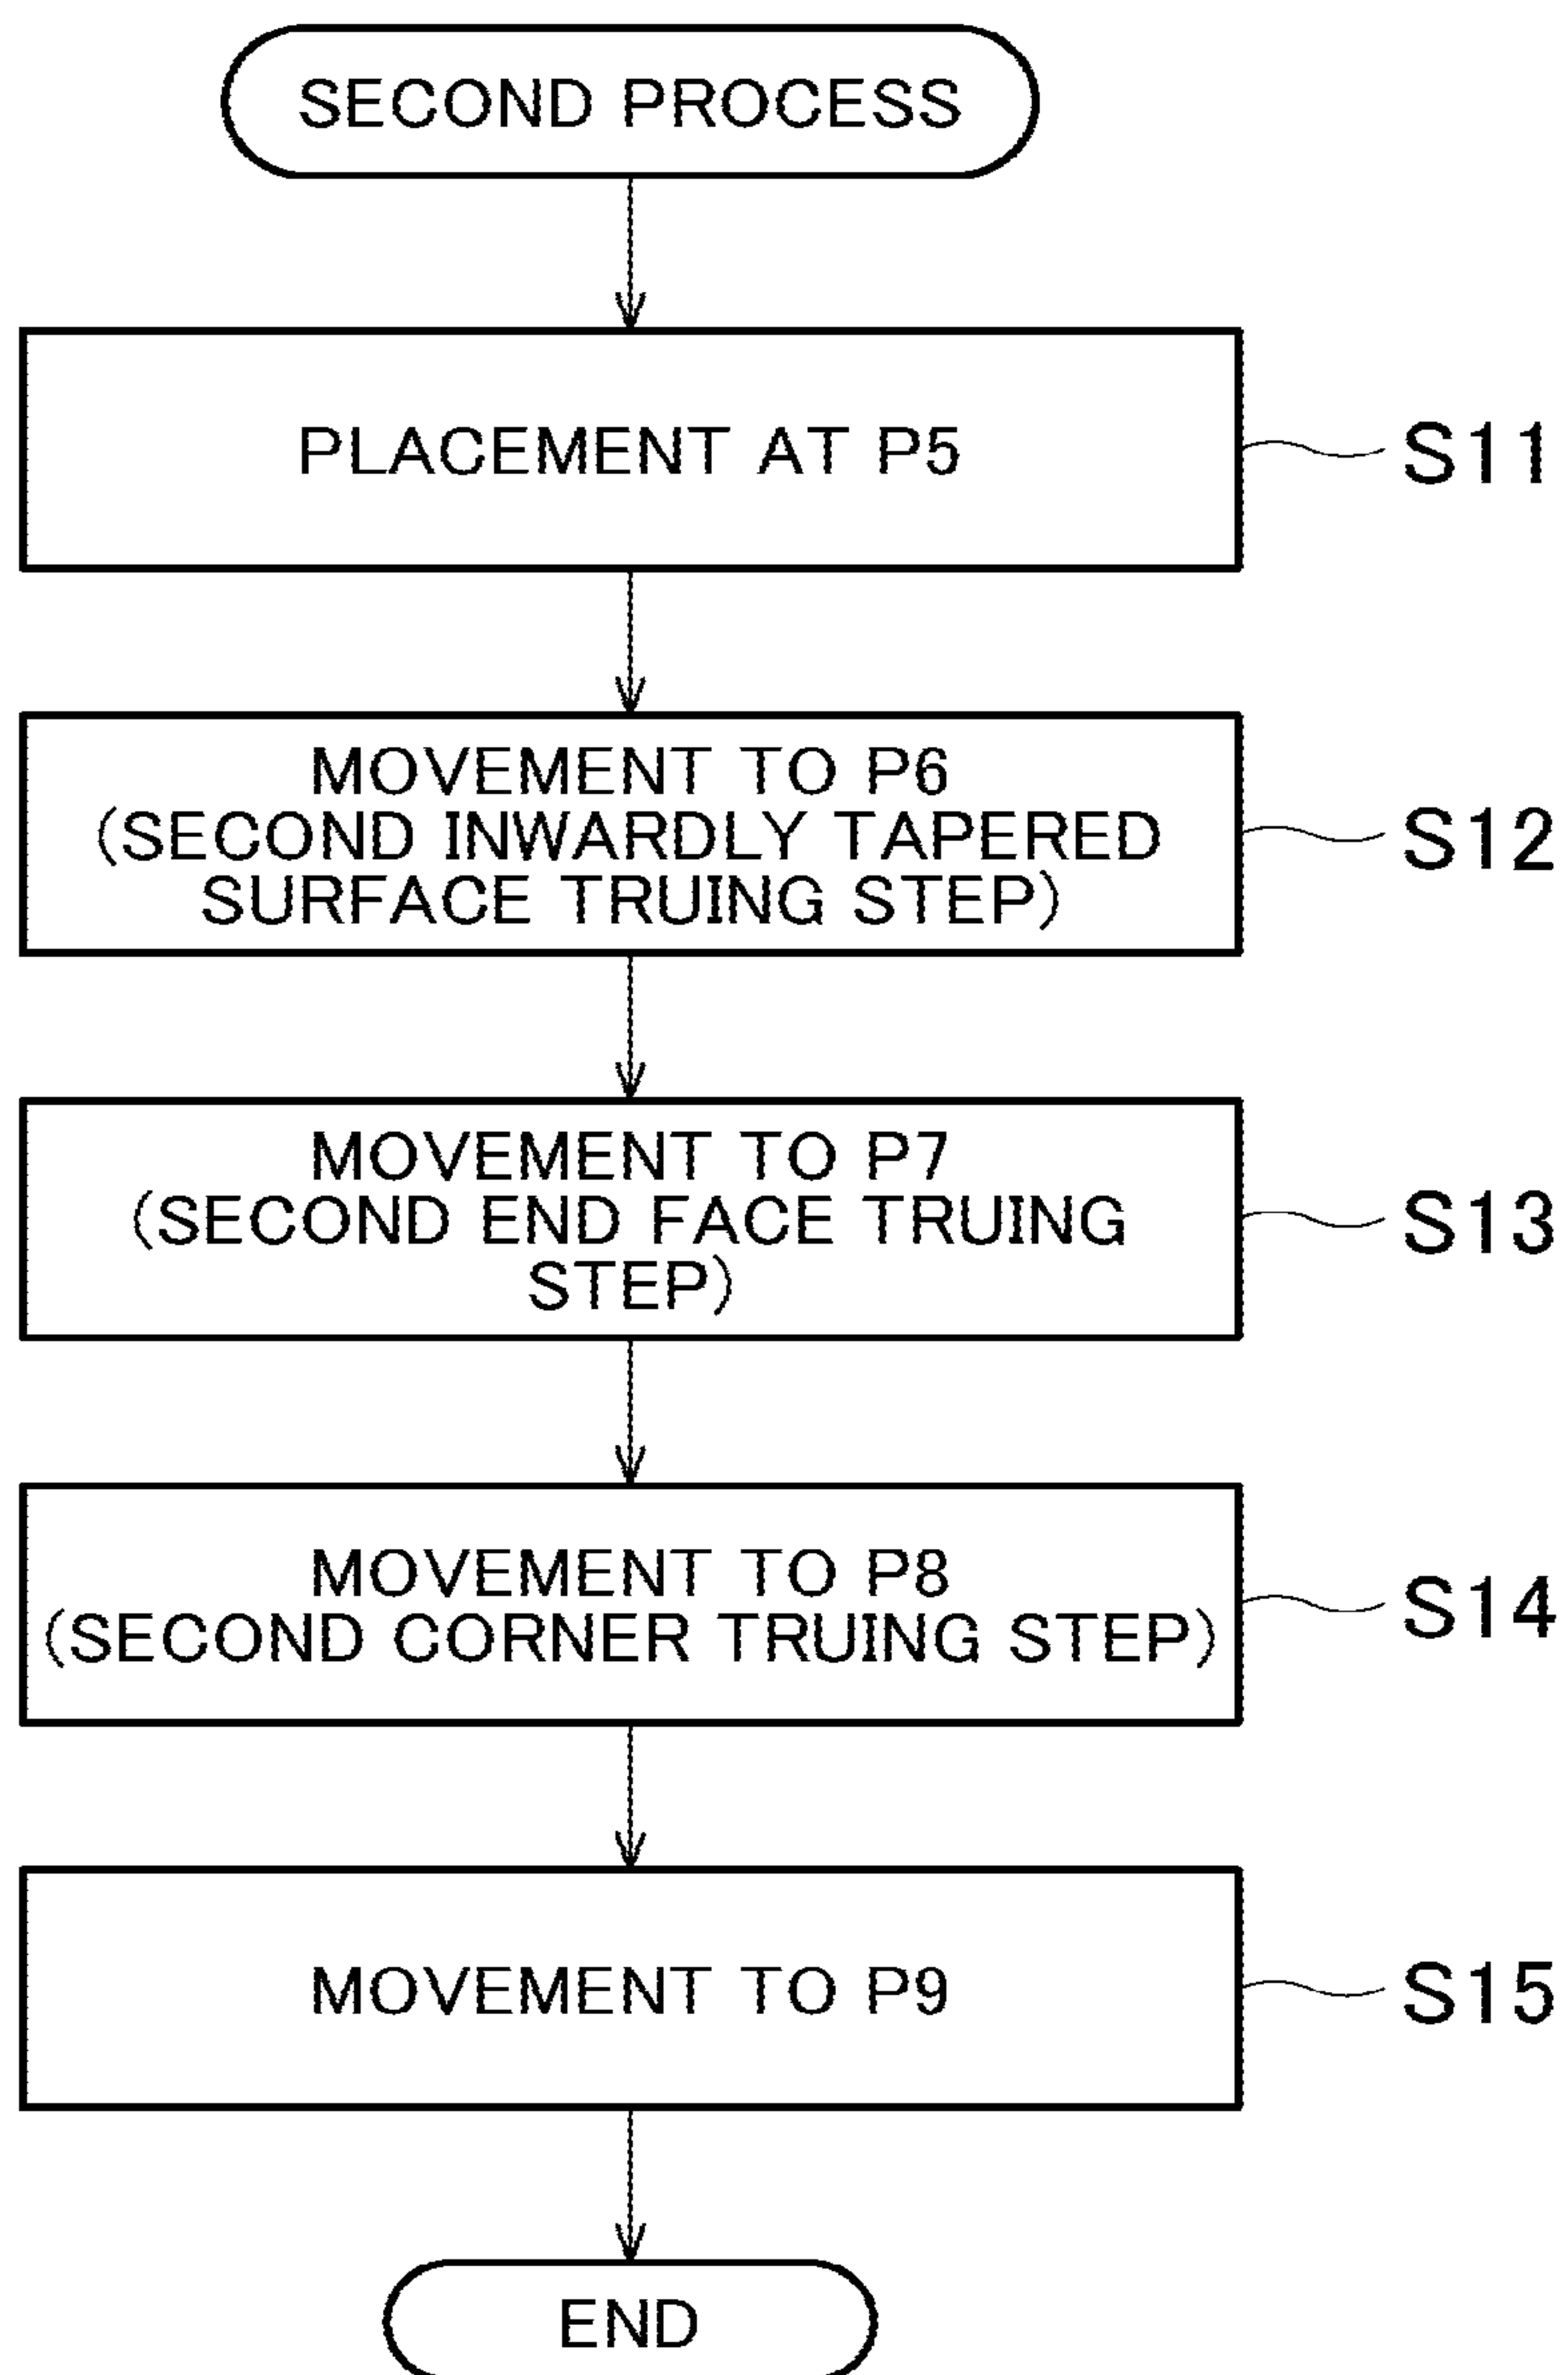 SECOND PROCESS
PLACEMENT AT P5
S11
MOVEMENT TO P6
(SECOND INWARDLY TAPERED
SURFACE TRUING STEP)
S12
MOVEMENT TO P7
(SECOND END FACE TRUING
STEP)
S13
MOVEMENT TO P8
(SECOND CORNER TRUING STEP)
S14
MOVEMENT TO P9
S15
END